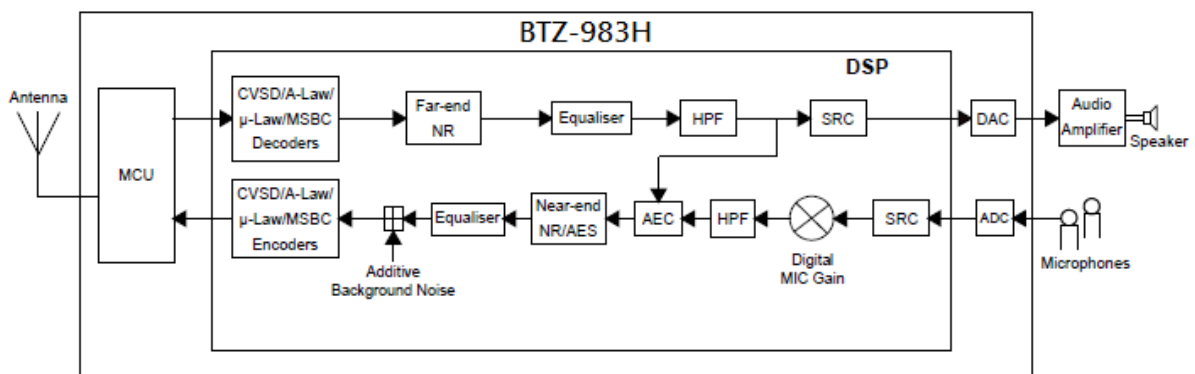 BTZ-983H
DSP
Antenna
MCU
CVSD/A-Law/
μ-Law/MSBC
Decoders
Far-end
NR
Equaliser
HPF
SRC
DAC
Audio
Amplifier
Speaker
CVSD/A-Law/
μ-Law/MSBC
Encoders
Equaliser
Near-end
NR/AES
AEC
HPF
SRC
ADC
Additive
Background Noise
Digital
MIC Gain
Microphones